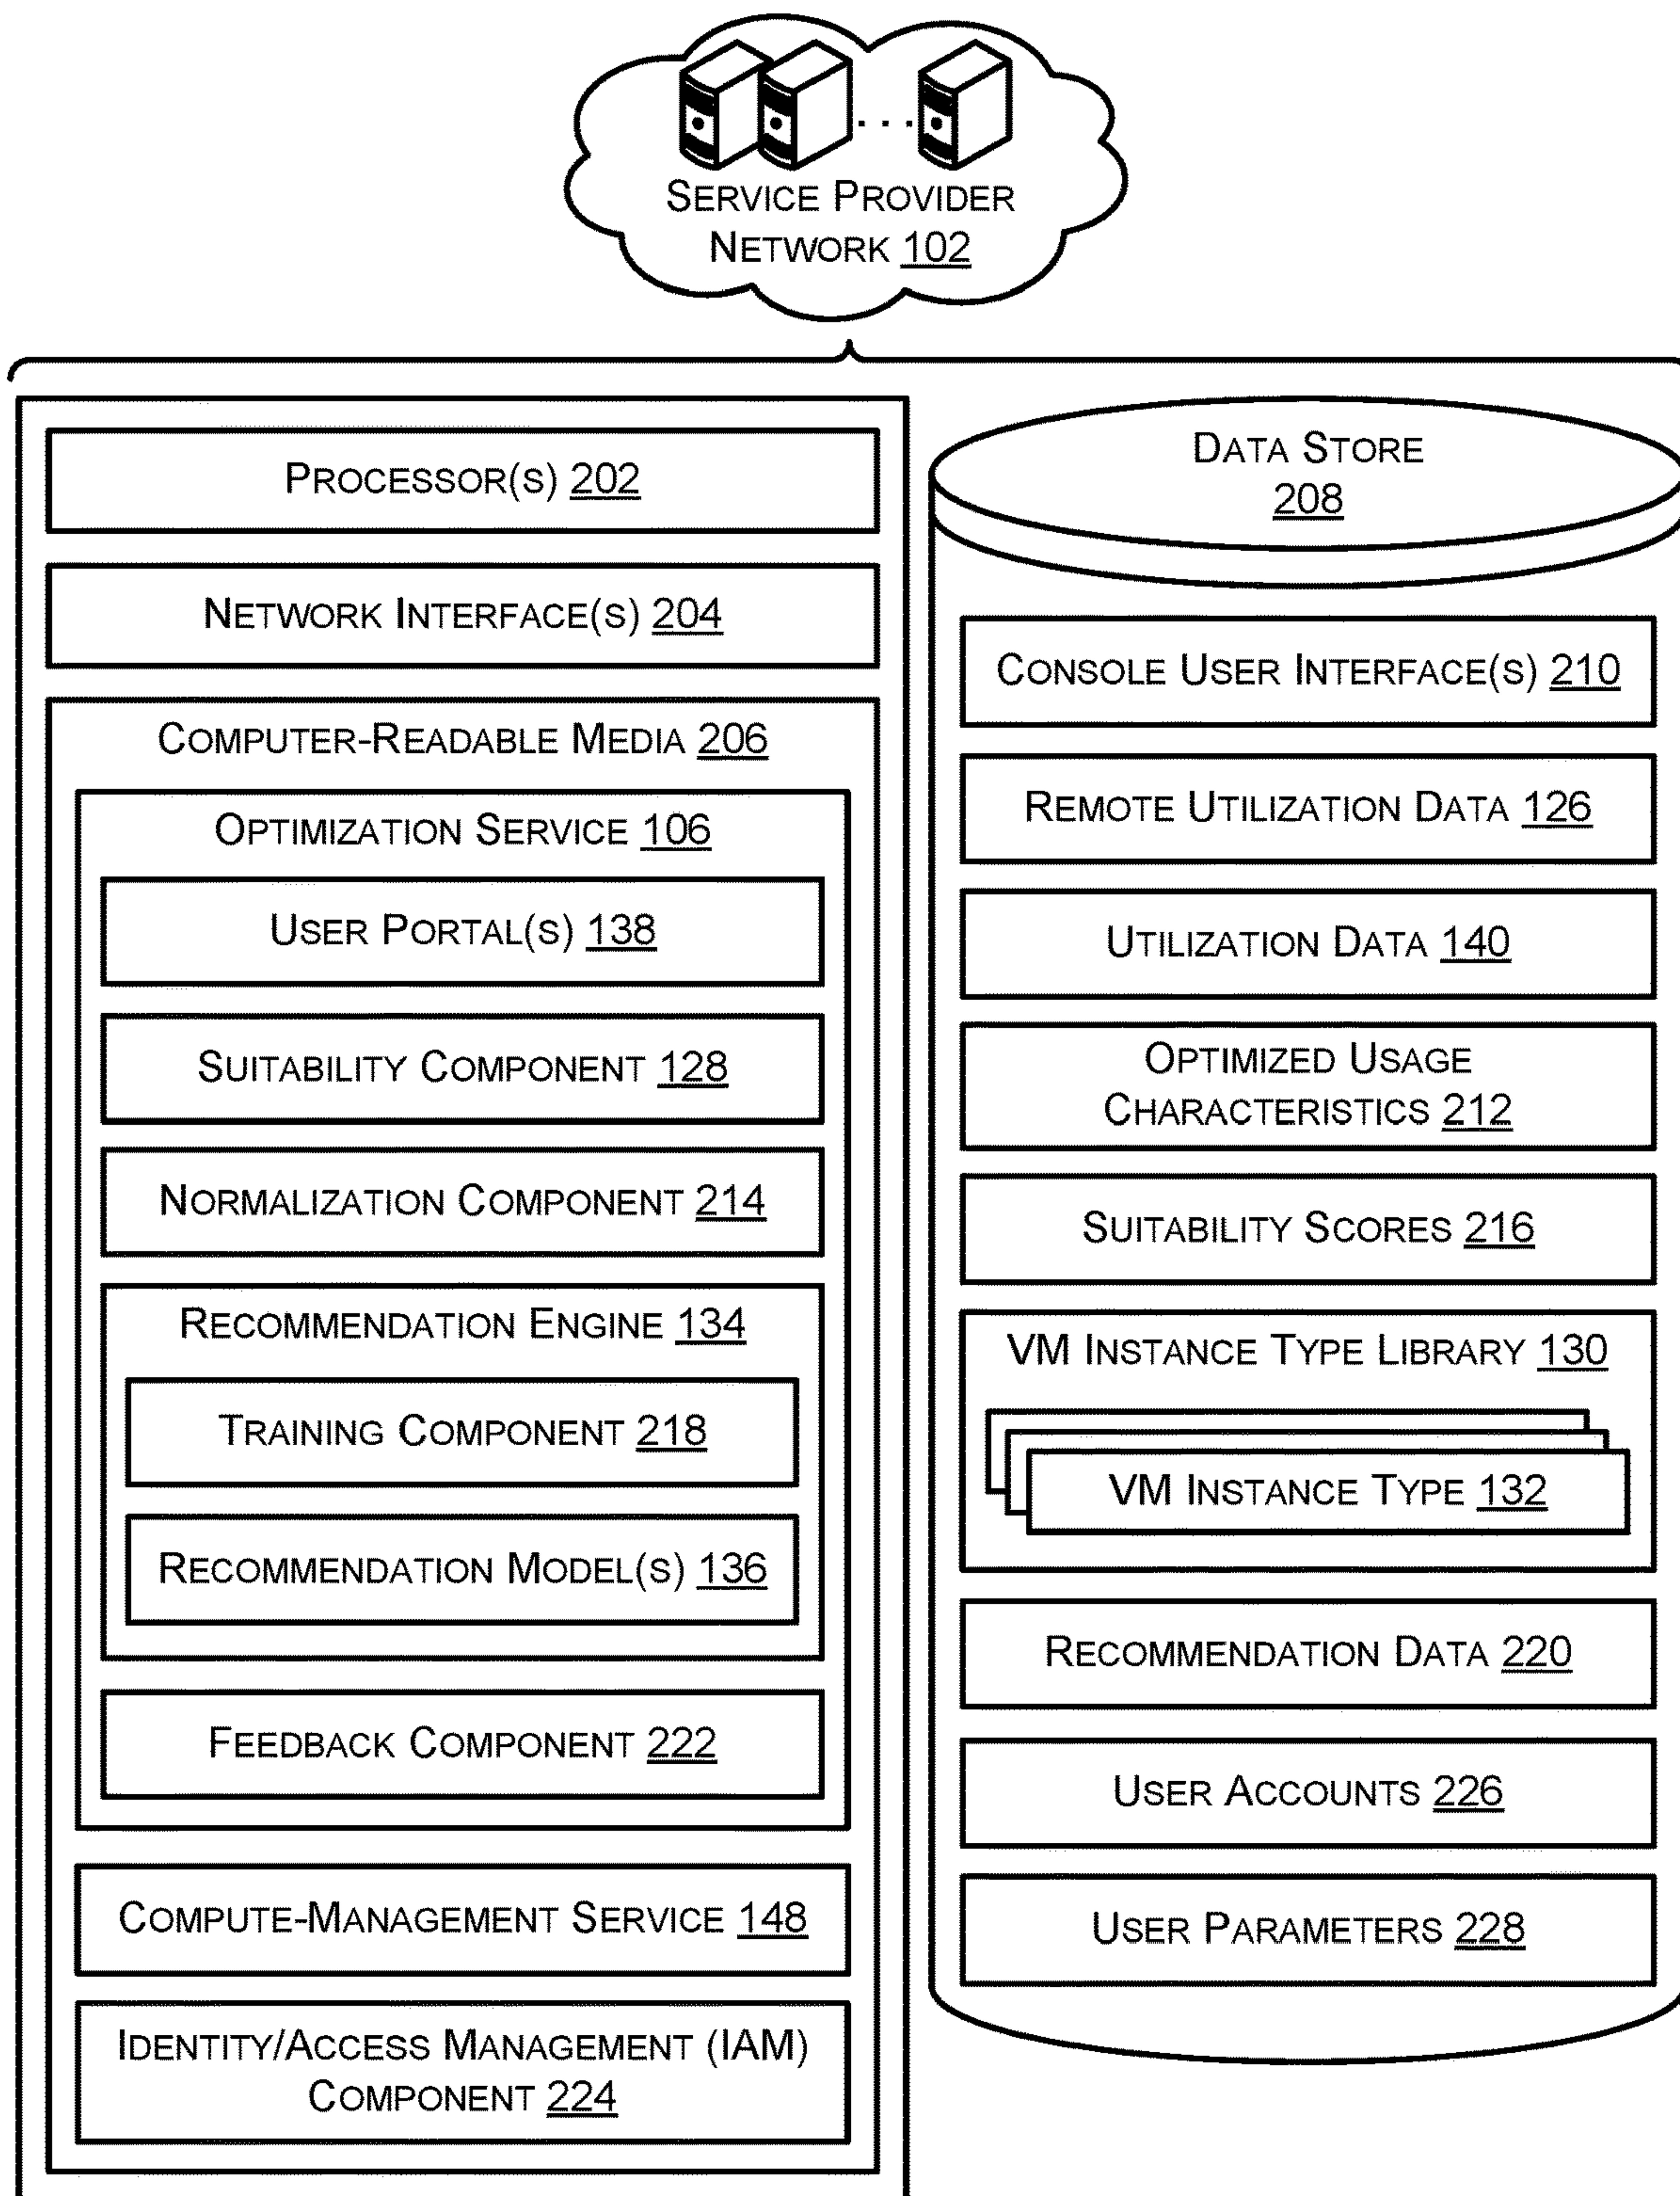 SERVICE PROVIDER
NETWORK 102
PROCESSOR(S) 202
NETWORK INTERFACE(S) 204
COMPUTER-READABLE MEDIA 206
OPTIMIZATION SERVICE 106
USER PORTAL(S) 138
SUITABILITY COMPONENT 128
NORMALIZATION COMPONENT 214
RECOMMENDATION ENGINE 134
TRAINING COMPONENT 218
RECOMMENDATION MODEL(S) 136
FEEDBACK COMPONENT 222
COMPUTE-MANAGEMENT SERVICE 148
IDENTITY/ACCESS MANAGEMENT (IAM)
COMPONENT 224
DATA STORE
208
CONSOLE USER INTERFACE(S) 210
REMOTE UTILIZATION DATA 126
UTILIZATION DATA 140
OPTIMIZED USAGE
CHARACTERISTICS 212
SUITABILITY SCORES 216
VM INSTANCE TYPE LIBRARY 130
VM INSTANCE TYPE 132
RECOMMENDATION DATA 220
USER ACCOUNTS 226
USER PARAMETERS 228